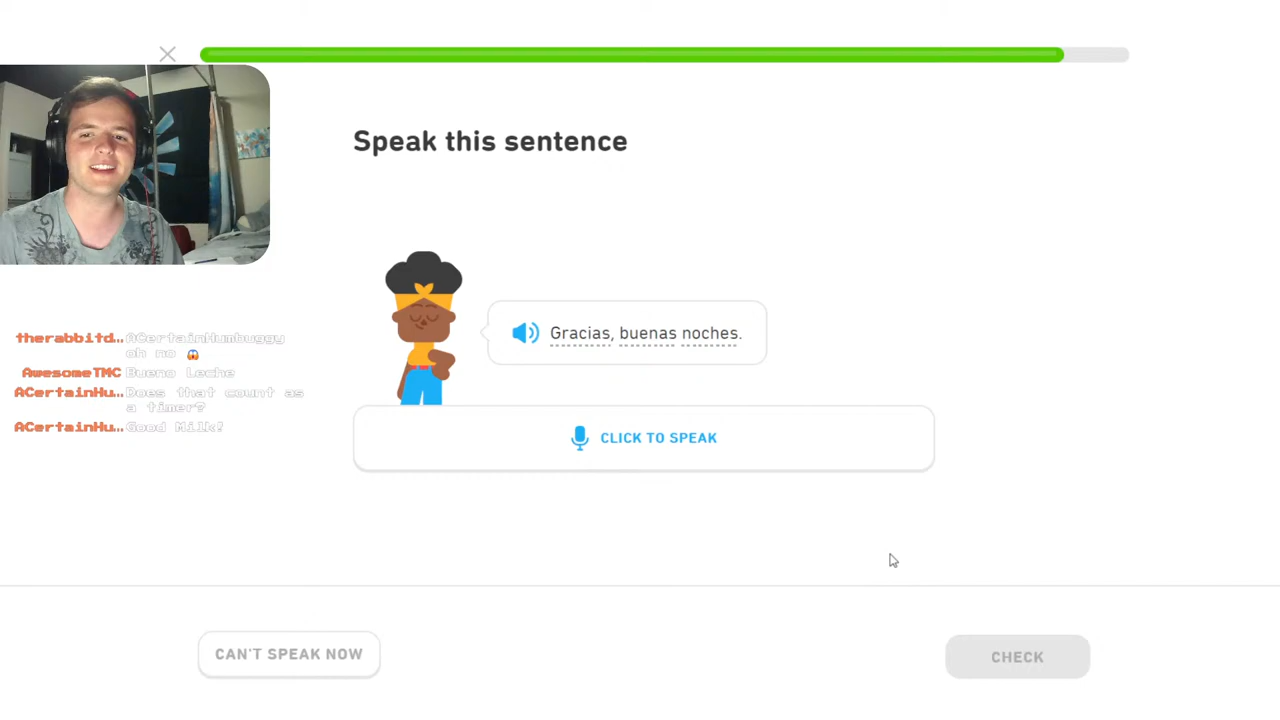 Speak this sentence
Gracias, buenas noches.
therabbitd... ACertainHumbuggy
oh no 😱
AwesomeTMC Bueno Leche
ACertainHu... Does that count as
a timer?
ACertainHu... Good Milk!
CLICK TO SPEAK
CAN'T SPEAK NOW
CHECK